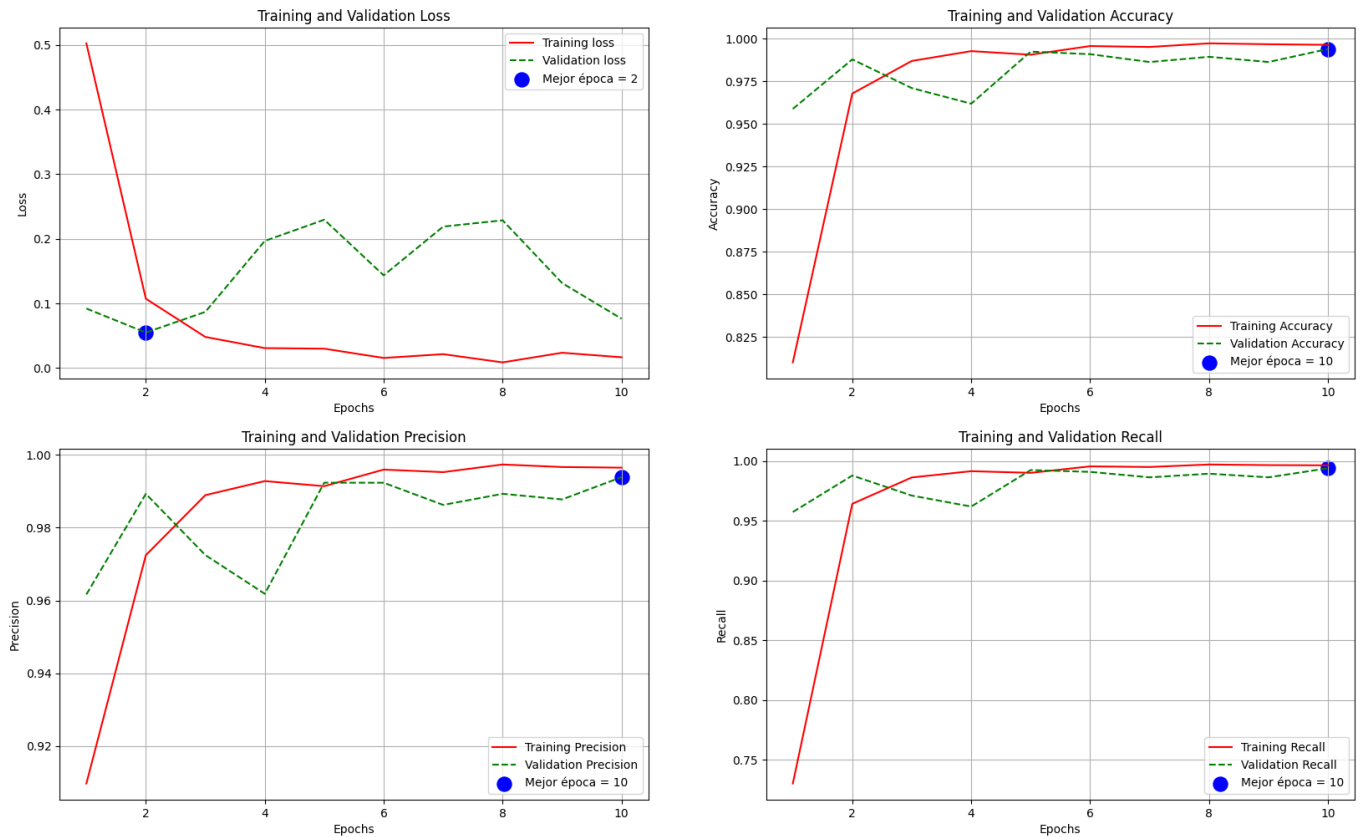 Training and Validation Loss
0.5
0.4
0.3
0.2
0.1
0.0
Loss
Training loss
Validation loss
Mejor época = 2
2
4
6
8
10
Epochs
Training and Validation Accuracy
1.000
0.975
0.950
0.925
0.900
0.875
0.850
0.825
Accuracy
Training Accuracy
Validation Accuracy
Mejor época = 10
2
4
6
8
10
Epochs
Training and Validation Precision
1.00
0.98
0.96
0.94
0.92
Precision
Training Precision
Validation Precision
Mejor época = 10
2
4
6
8
10
Epochs
Training and Validation Recall
1.00
0.95
0.90
0.85
0.80
0.75
Recall
Training Recall
Validation Recall
Mejor época = 10
2
4
6
8
10
Epochs